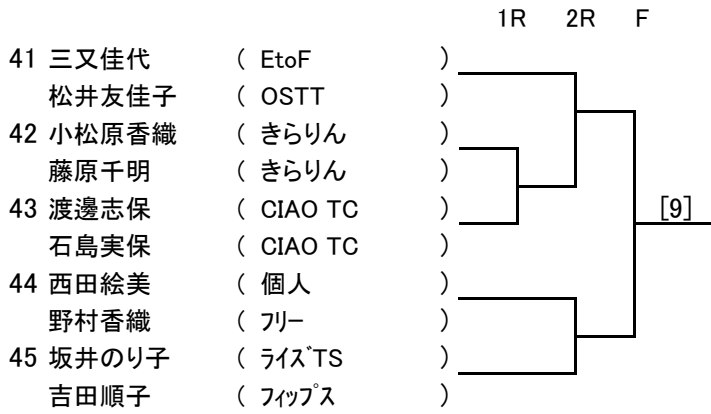 1R 2R F
41 三又佳代 ( EtoF )
松井友佳子 ( OSTT )
42 小松原香織 ( きらりん )
藤原千明 ( きらりん )
43 渡邊志保 ( CIAO TC ) [9]
石島実保 ( CIAO TC )
44 西田絵美 ( 個人 )
野村香織 ( フリー )
45 坂井のり子 ( ライズTS )
吉田順子 ( フィップス )